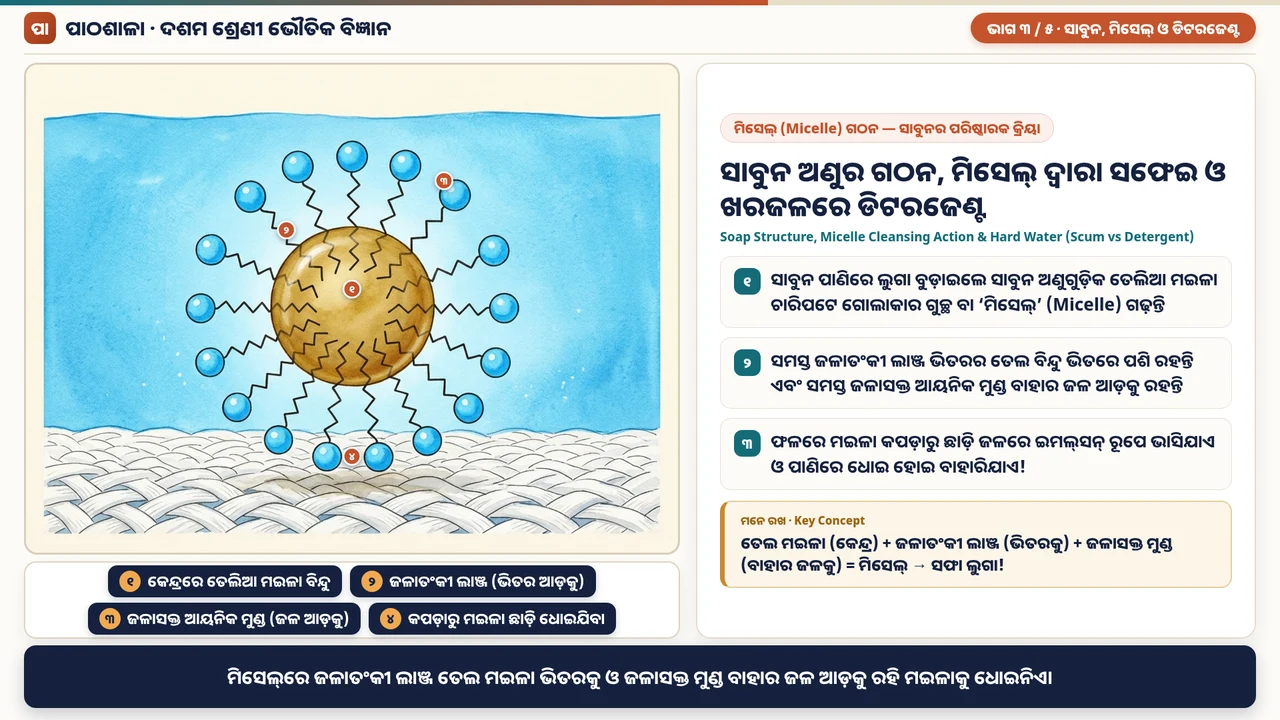 ପା ପାଠଶାଳା · ଦଶମ ଶ୍ରେଣୀ ଭୌତିକ ବିଜ୍ଞାନ
ଭାଗ ୩ / ୫ · ସାବୁନ, ମିସେଲ୍ ଓ ଡିଟରଜେଣ୍ଟ
୧
୨
୩
୪
୧ କେନ୍ଦ୍ରରେ ତେଲିଆ ମଇଳା ବିନ୍ଦୁ
୨ ଜଳାତଂକୀ ଲାଞ୍ଜ (ଭିତର ଆଡ଼କୁ)
୩ ଜଳାସକ୍ତ ଆୟନିକ ମୁଣ୍ଡ (ଜଳ ଆଡ଼କୁ)
୪ କପଡ଼ାରୁ ମଇଳା ଛାଡ଼ି ଧୋଇଯିବା
ମିସେଲ୍ (Micelle) ଗଠନ — ସାବୁନର ପରିଷ୍କାରକ କ୍ରିୟା
ସାବୁନ ଅଣୁର ଗଠନ, ମିସେଲ୍ ଦ୍ୱାରା ସଫେଇ ଓ
ଖରଜଳରେ ଡିଟରଜେଣ୍ଟ
Soap Structure, Micelle Cleansing Action & Hard Water (Scum vs Detergent)
୧ ସାବୁନ ପାଣିରେ ଲୁଗା ବୁଡ଼ାଇଲେ ସାବୁନ ଅଣୁଗୁଡ଼ିକ ତେଲିଆ ମଇଳା
ଚାରିପଟେ ଗୋଲାକାର ଗୁଚ୍ଛ ବା ‘ମିସେଲ୍’ (Micelle) ଗଢ଼ନ୍ତି
୨ ସମସ୍ତ ଜଳାତଂକୀ ଲାଞ୍ଜ ଭିତରର ତେଲ ବିନ୍ଦୁ ଭିତରେ ପଶି ରହନ୍ତି
ଏବଂ ସମସ୍ତ ଜଳାସକ୍ତ ଆୟନିକ ମୁଣ୍ଡ ବାହାର ଜଳ ଆଡ଼କୁ ରହନ୍ତି
୩ ଫଳରେ ମଇଳା କପଡ଼ାରୁ ଛାଡ଼ି ଜଳରେ ଇମଲ୍‌ସନ୍ ରୂପେ ଭାସିଯାଏ
ଓ ପାଣିରେ ଧୋଇ ହୋଇ ବାହାରିଯାଏ!
ମନେ ରଖ · Key Concept
ତେଲ ମଇଳା (କେନ୍ଦ୍ର) + ଜଳାତଂକୀ ଲାଞ୍ଜ (ଭିତରକୁ) + ଜଳାସକ୍ତ ମୁଣ୍ଡ
(ବାହାର ଜଳକୁ) = ମିସେଲ୍ → ସଫା ଲୁଗା!
ମିସେଲ୍‌ରେ ଜଳାତଂକୀ ଲାଞ୍ଜ ତେଲ ମଇଳା ଭିତରକୁ ଓ ଜଳାସକ୍ତ ମୁଣ୍ଡ ବାହାର ଜଳ ଆଡ଼କୁ ରହି ମଇଳାକୁ ଧୋଇନିଏ।